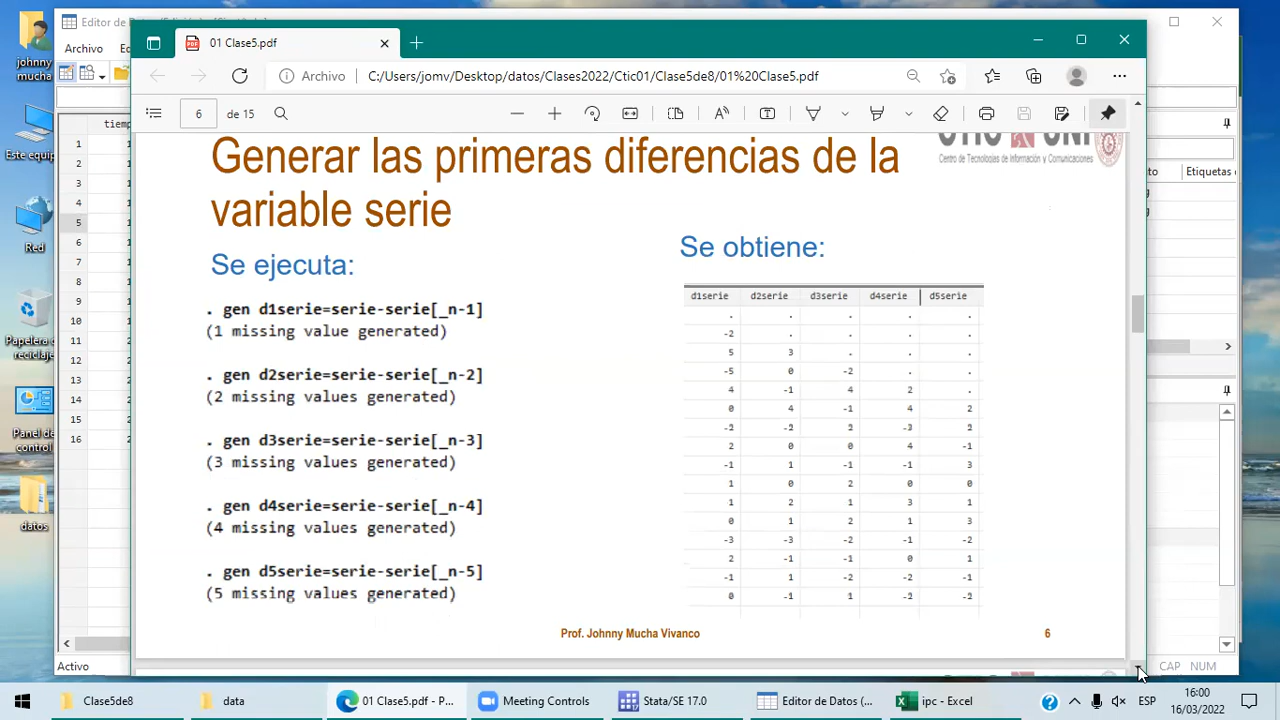 Editor de Datos
Archivo
johnny
mucha
Este equip
Red
Papelera
reciclaje
Panel de
control
datos
01 Clase5.pdf
Archivo C:/Users/jomv/Desktop/datos/Clases2022/Ctic01/Clase5de8/01%20Clase5.pdf
6 de 15
tiemp
1
2
3
4
5
6
7
8
9
10
11
12
13
14
15
16
Etiquetas
Centro de Tecnologías de Información y Comunicaciones
Generar las primeras diferencias de la
variable serie
Se ejecuta:
. gen d1serie=serie-serie[_n-1]
(1 missing value generated)
. gen d2serie=serie-serie[_n-2]
(2 missing values generated)
. gen d3serie=serie-serie[_n-3]
(3 missing values generated)
. gen d4serie=serie-serie[_n-4]
(4 missing values generated)
. gen d5serie=serie-serie[_n-5]
(5 missing values generated)
Se obtiene:
d1serie d2serie d3serie d4serie d5serie
. . . . .
-2 . . . .
5 3 . . .
-5 0 -2 . .
4 -1 4 2 .
0 4 -1 4 2
-2 -2 2 -3 2
2 0 0 4 -1
-1 1 -1 -1 3
1 0 2 0 0
1 2 1 3 1
0 1 2 1 3
-3 -3 -2 -1 -2
2 -1 -1 0 1
-1 1 -2 -2 -1
0 -1 1 -2 -2
Prof. Johnny Mucha Vivanco 6
Activo CAP NUM
Clase5de8 data 01 Clase5.pdf - P... Meeting Controls Stata/SE 17.0 Editor de Datos (... ipc - Excel ESP
16:00
16/03/2022